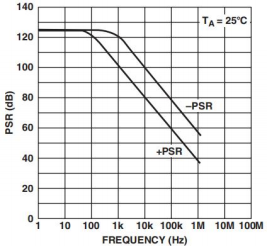 140
120
100
80
60
40
20
0
PSR (dB)
T_A = 25°C
–PSR
+PSR
1 10 100 1k 10k 100k 1M 10M 100M
FREQUENCY (Hz)